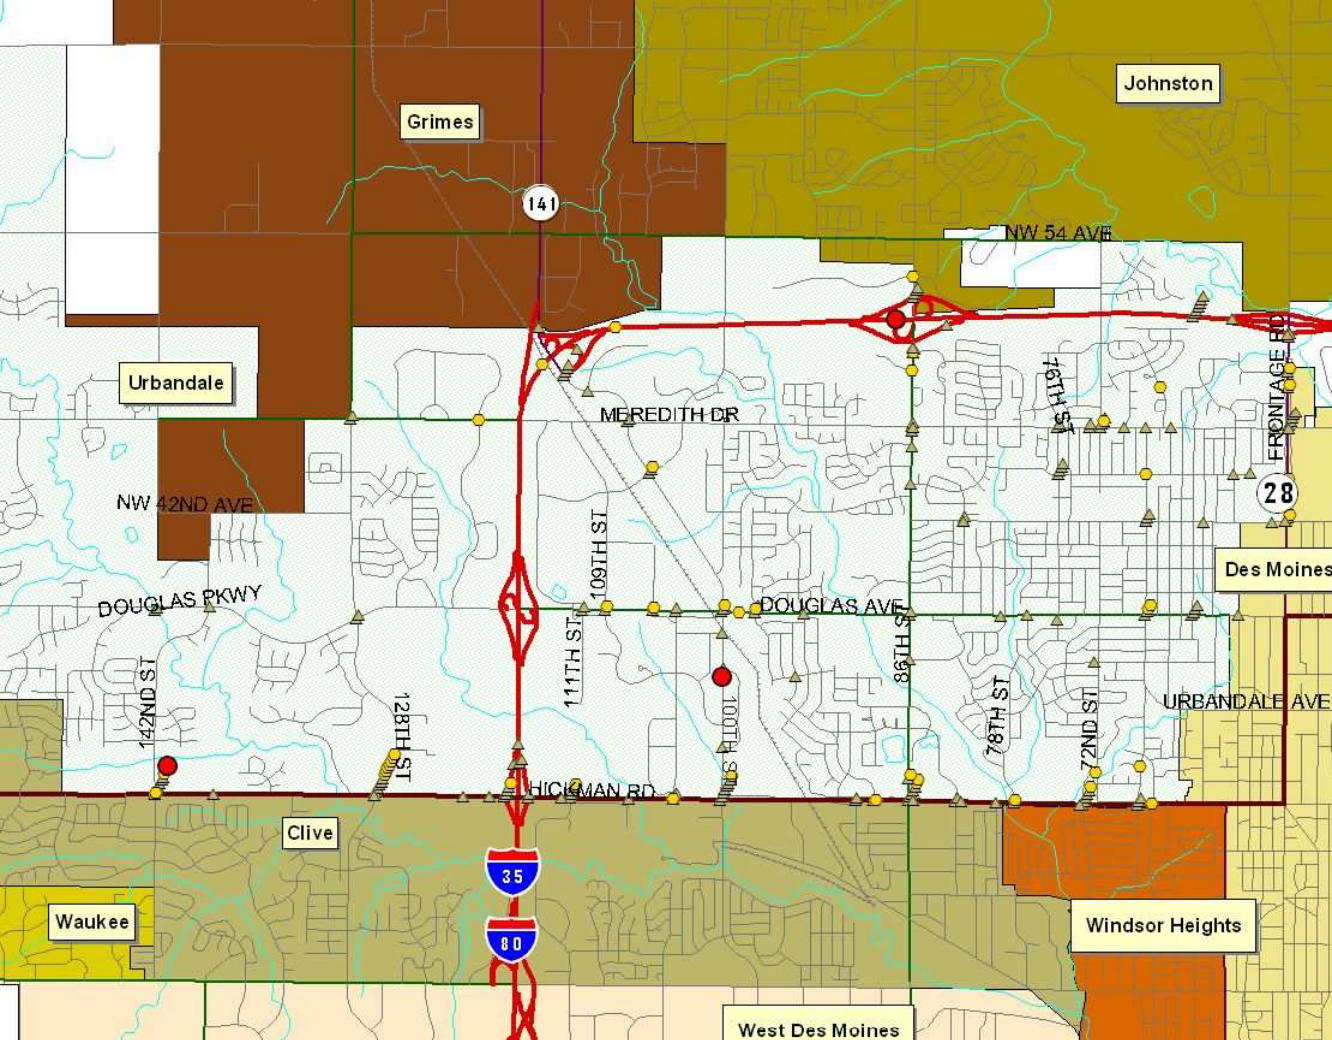 Johnston
Grimes
141
NW 54 AVE
Urbandale
76TH ST
FRONTAGE RD
MEREDITH DR
NW 42ND AVE
28
109TH ST
Des Moines
DOUGLAS PKWY
DOUGLAS AVE
86TH ST
111TH ST
142ND ST
128TH ST
100TH S
78TH ST
72ND ST
URBANDALE AVE
HICKMAN RD
Clive
35
Waukee
80
Windsor Heights
West Des Moines